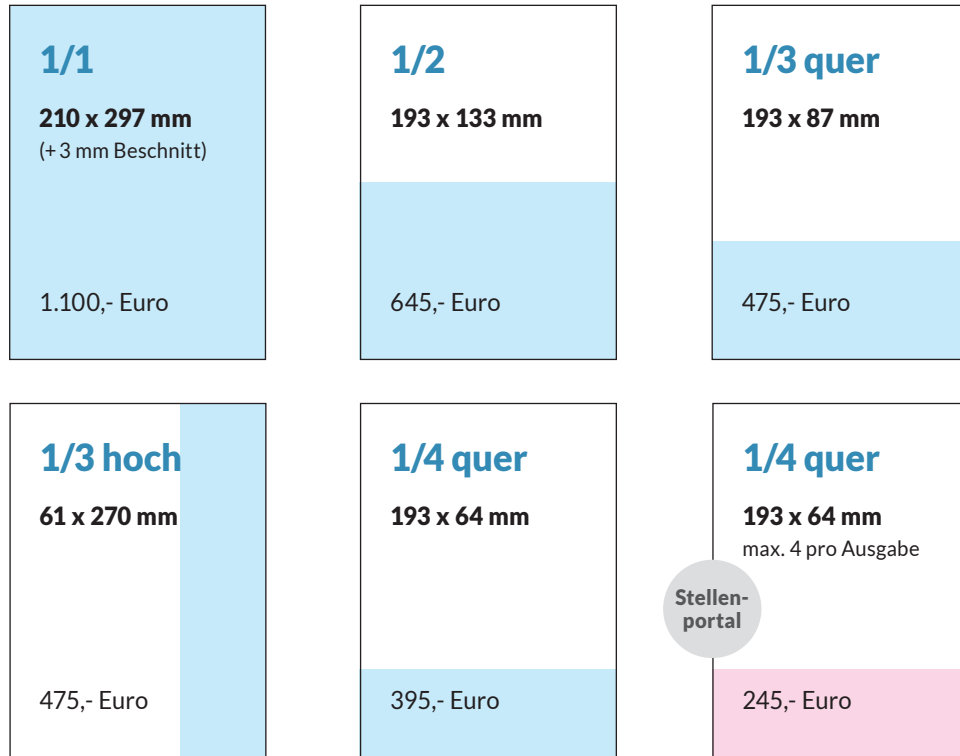 1/1
210 x 297 mm
(+ 3 mm Beschnitt)
1.100,- Euro
1/2
193 x 133 mm
645,- Euro
1/3 quer
193 x 87 mm
475,- Euro
1/3 hoch
61 x 270 mm
475,- Euro
1/4 quer
193 x 64 mm
395,- Euro
1/4 quer
193 x 64 mm
max. 4 pro Ausgabe
Stellen-
portal
245,- Euro